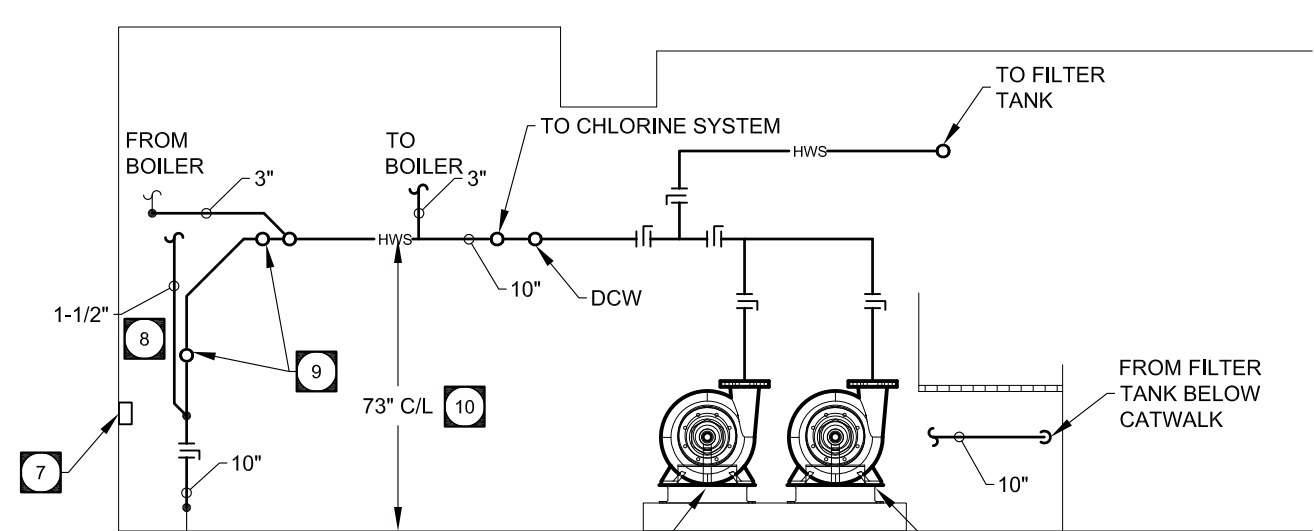 TO FILTER
TANK
TO CHLORINE SYSTEM
FROM
BOILER
TO
BOILER
HWS
3"
3"
HWS
10"
DCW
1-1/2"
8
9
73" C/L
10
FROM FILTER
TANK BELOW
CATWALK
7
10"
10"